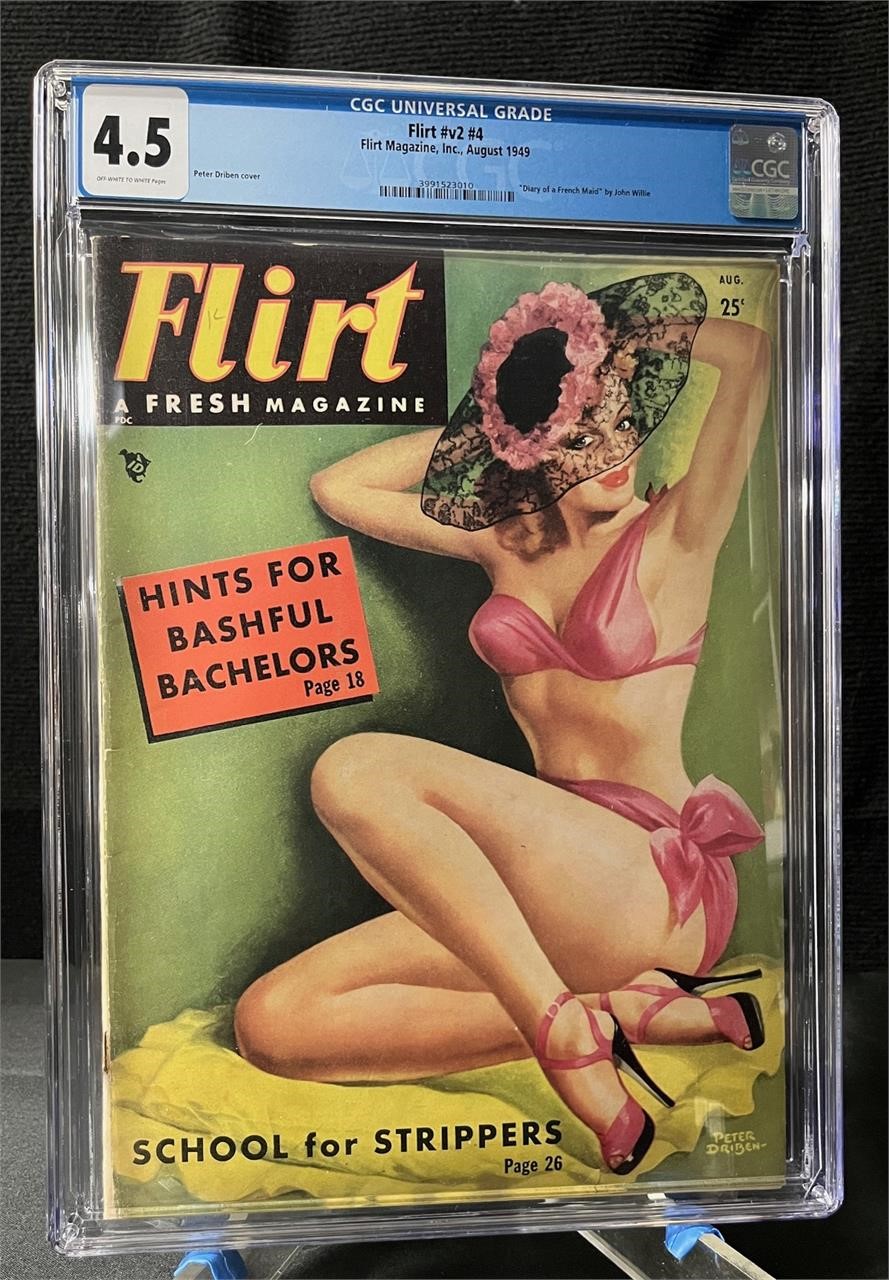 CGC UNIVERSAL GRADE
4.5
OFF-WHITE TO WHITE Pages
Flirt #v2 #4
Flirt Magazine, Inc., August 1949
Peter Driben cover
3991523010
"Diary of a French Maid" by John Willie
CGC
Flirt
A FRESH MAGAZINE
PDC
ID
AUG.
25¢
HINTS FOR
BASHFUL
BACHELORS
Page 18
SCHOOL for STRIPPERS
Page 26
PETER
DRIBEN